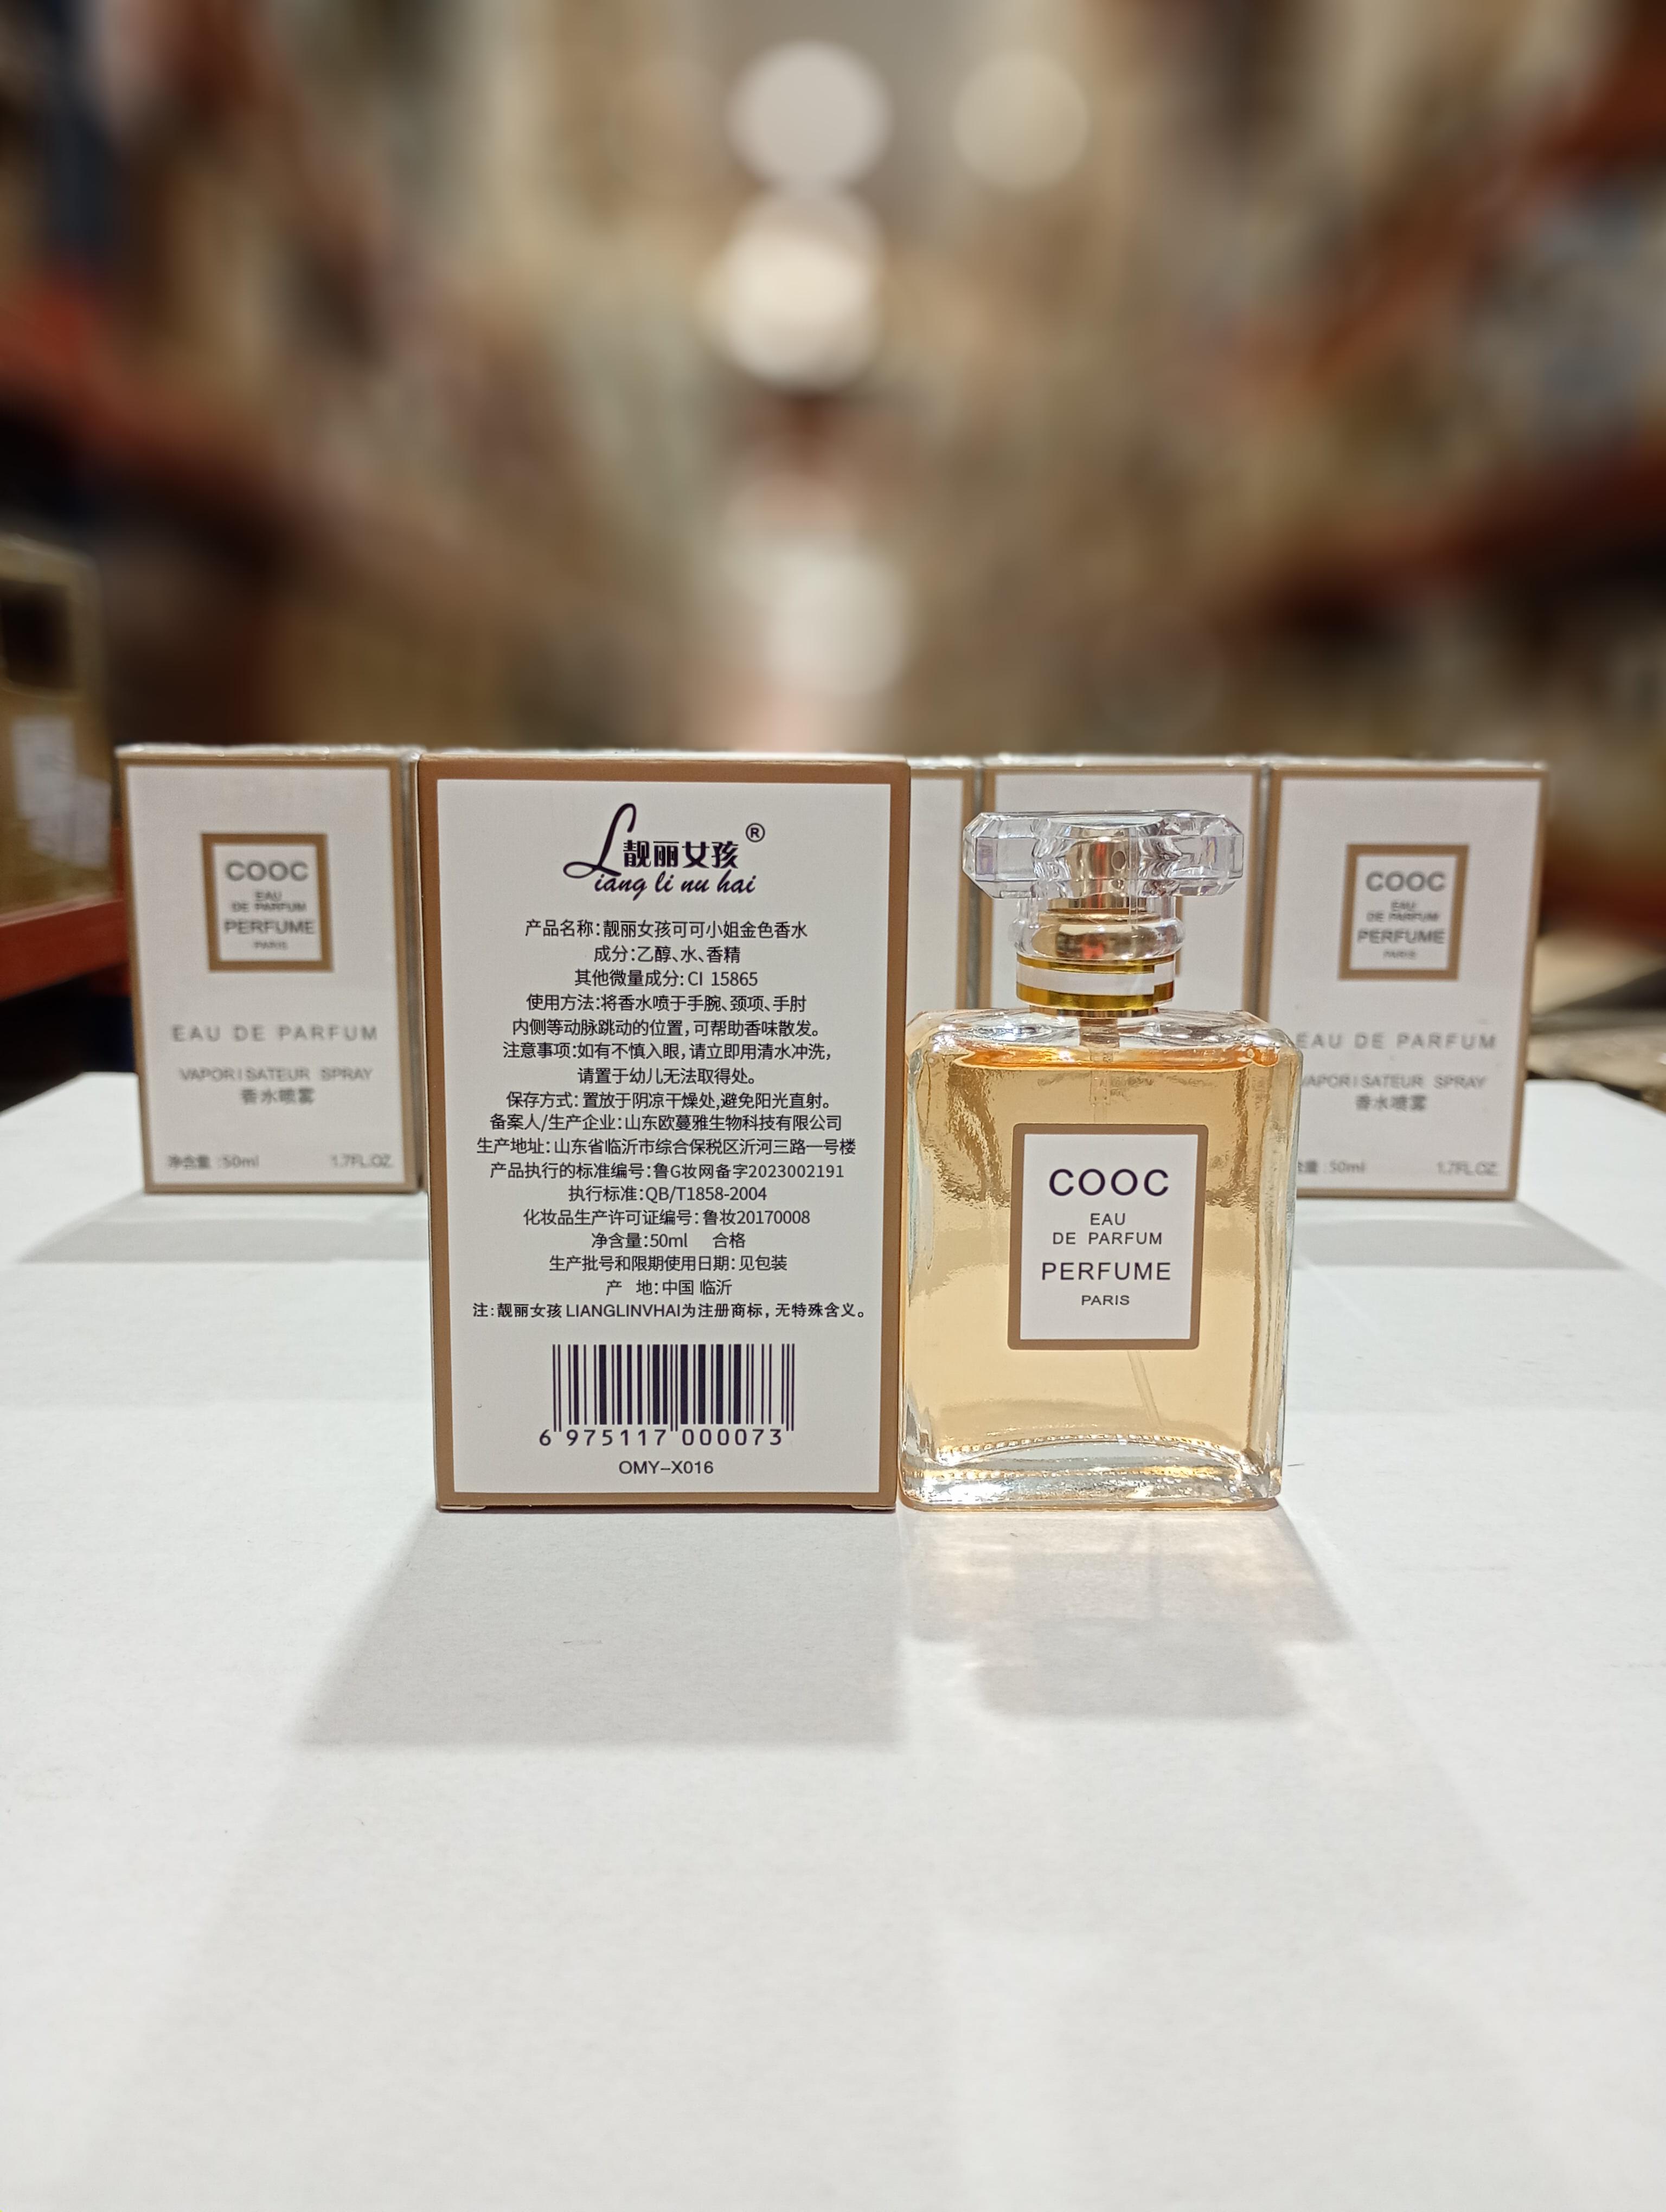 COOC
EAU
DE PARFUM
PERFUME
PARIS
EAU DE PARFUM
VAPORISATEUR SPRAY
香水喷雾
净含量:50ml 1.7FL.OZ.
靓丽女孩®
Liang li nu hai
产品名称:靓丽女孩可可小姐金色香水
成分:乙醇、水、香精
其他微量成分:CI 15865
使用方法:将香水喷于手腕、颈项、手肘
内侧等动脉跳动的位置,可帮助香味散发。
注意事项:如有不慎入眼,请立即用清水冲洗,
请置于幼儿无法取得处。
保存方式:置放于阴凉干燥处,避免阳光直射。
备案人/生产企业:山东欧蔓雅生物科技有限公司
生产地址:山东省临沂市综合保税区沂河三路一号楼
产品执行的标准编号:鲁G妆网备字2023002191
执行标准:QB/T1858-2004
化妆品生产许可证编号:鲁妆20170008
净含量:50ml 合格
生产批号和限期使用日期:见包装
产 地:中国 临沂
注:靓丽女孩 LIANGLINVHAI为注册商标,无特殊含义。
6 975117 000073
OMY-X016
COOC
EAU
DE PARFUM
PERFUME
PARIS
COOC
EAU
DE PARFUM
PERFUME
PARIS
EAU DE PARFUM
VAPORISATEUR SPRAY
香水喷雾
量:50ml 1.7FL.OZ.